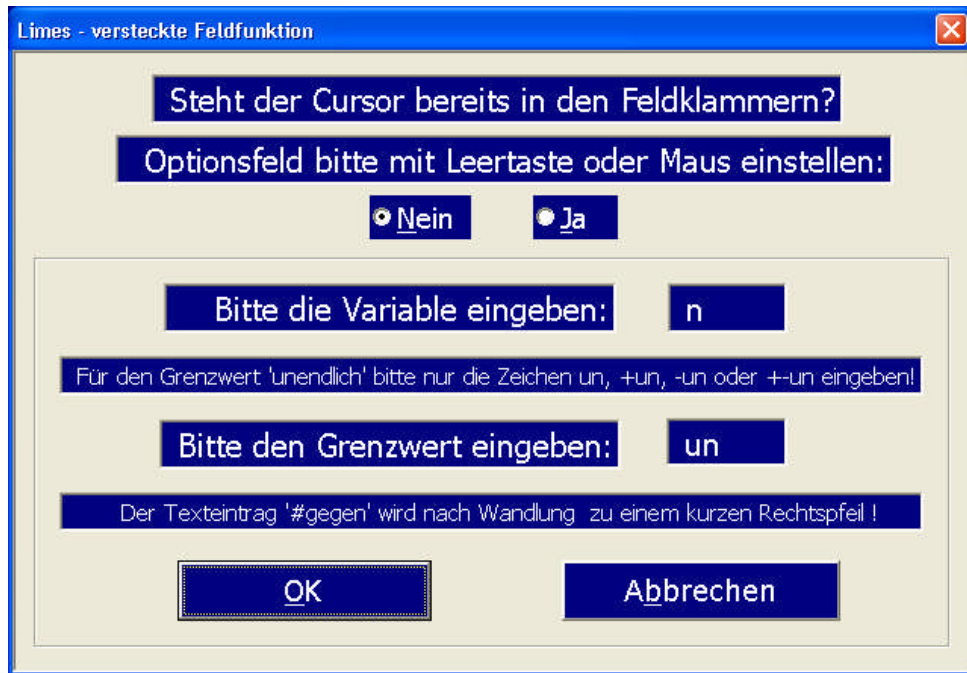 Limes - versteckte Feldfunktion
Steht der Cursor bereits in den Feldklammern?
Optionsfeld bitte mit Leertaste oder Maus einstellen:
Nein Ja
Bitte die Variable eingeben: n
Für den Grenzwert 'unendlich' bitte nur die Zeichen un, +un, -un oder +-un eingeben!
Bitte den Grenzwert eingeben: un
Der Texteintrag '#gegen' wird nach Wandlung zu einem kurzen Rechtspfeil !
OK Abbrechen